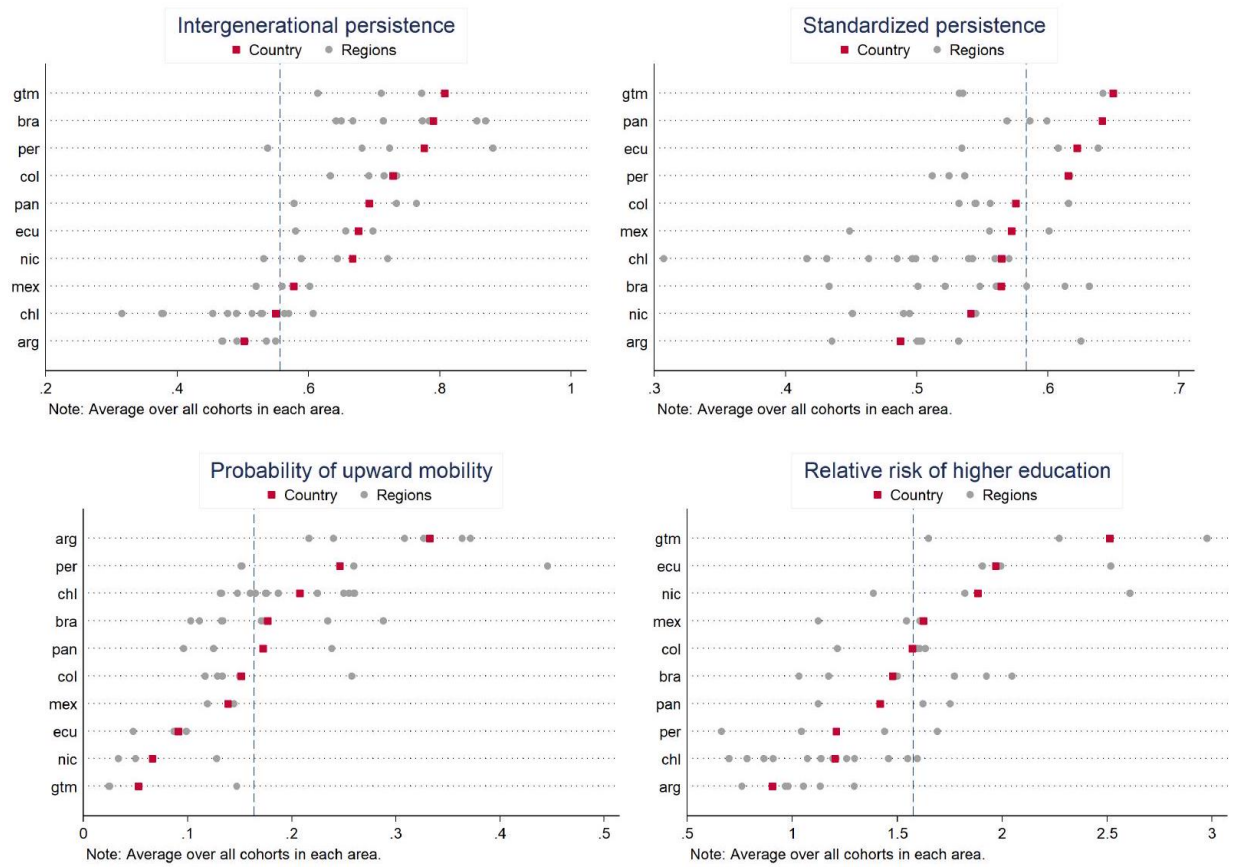 Intergenerational persistence
Country Regions
gtm
bra
per
col
pan
ecu
nic
mex
chl
arg
.2 .4 .6 .8 1
Note: Average over all cohorts in each area.
Standardized persistence
Country Regions
gtm
pan
ecu
per
col
mex
chl
bra
nic
arg
.3 .4 .5 .6 .7
Note: Average over all cohorts in each area.
Probability of upward mobility
Country Regions
arg
per
chl
bra
pan
col
mex
ecu
nic
gtm
0 .1 .2 .3 .4 .5
Note: Average over all cohorts in each area.
Relative risk of higher education
Country Regions
gtm
ecu
nic
mex
col
bra
pan
per
chl
arg
.5 1 1.5 2 2.5 3
Note: Average over all cohorts in each area.